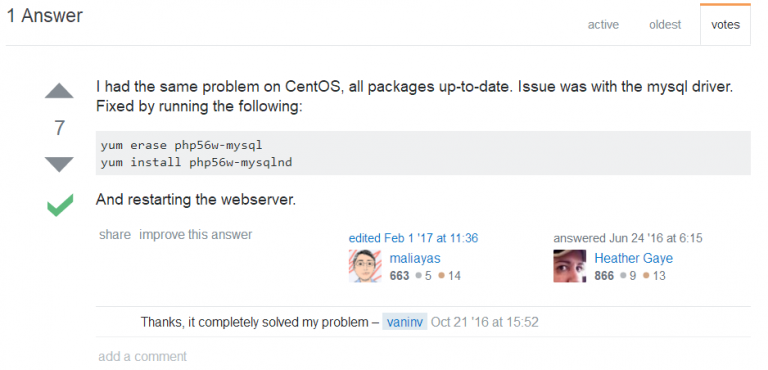 1 Answer
active oldest votes
I had the same problem on CentOS, all packages up-to-date. Issue was with the mysql driver.
Fixed by running the following:
7
yum erase php56w-mysql
yum install php56w-mysqlnd
And restarting the webserver.
share improve this answer
edited Feb 1 '17 at 11:36
maliayas
663 5 14
answered Jun 24 '16 at 6:15
Heather Gaye
866 9 13
Thanks, it completely solved my problem – vaninv Oct 21 '16 at 15:52
add a comment